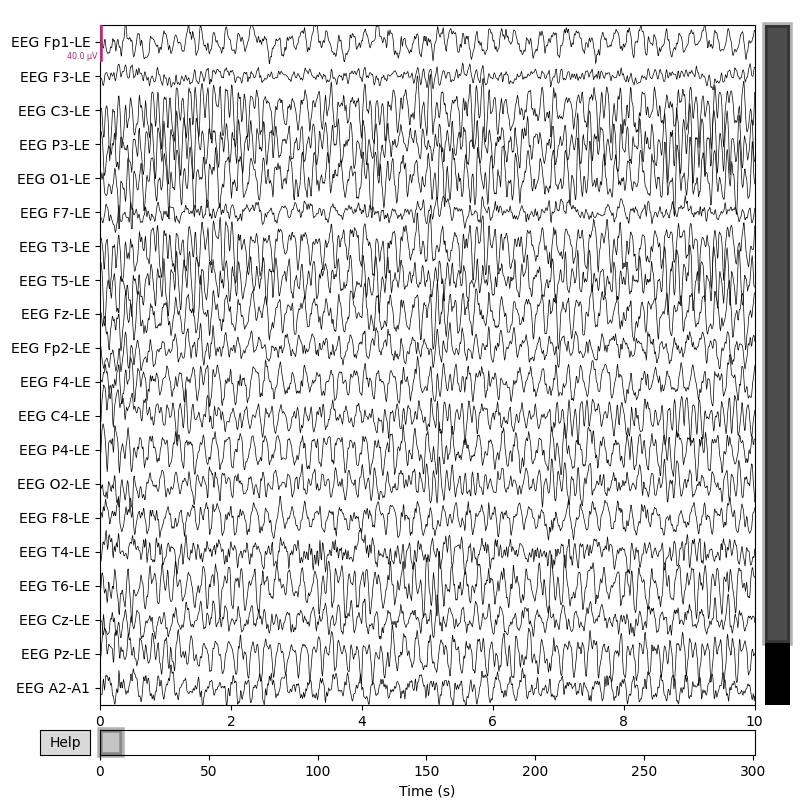 EEG Fp1-LE
40.0 µV
EEG F3-LE
EEG C3-LE
EEG P3-LE
EEG O1-LE
EEG F7-LE
EEG T3-LE
EEG T5-LE
EEG Fz-LE
EEG Fp2-LE
EEG F4-LE
EEG C4-LE
EEG P4-LE
EEG O2-LE
EEG F8-LE
EEG T4-LE
EEG T6-LE
EEG Cz-LE
EEG Pz-LE
EEG A2-A1
0 2 4 6 8 10
Help
0 50 100 150 200 250 300
Time (s)